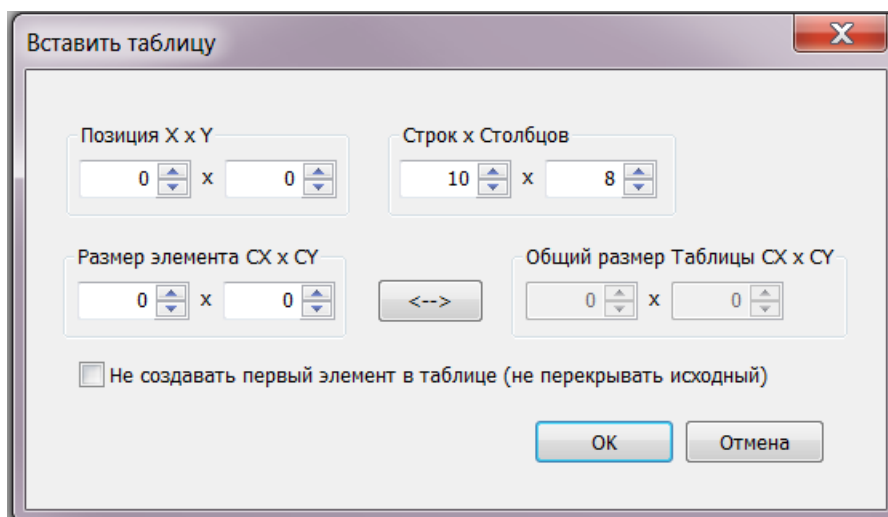 Вставить таблицу
X
Позиция X x Y
Строк x Столбцов
0 x 0
10 x 8
Размер элемента CX x CY
Общий размер Таблицы CX x CY
0 x 0
<-->
0 x 0
Не создавать первый элемент в таблице (не перекрывать исходный)
OK
Отмена